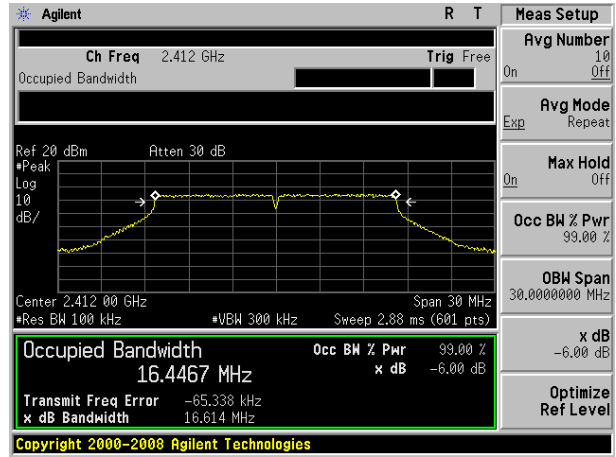 Agilent R T
Ch Freq 2.412 GHz Trig Free
Occupied Bandwidth
Ref 20 dBm Atten 30 dB
#Peak
Log
10
dB/
Center 2.412 00 GHz Span 30 MHz
#Res BW 100 kHz #VBW 300 kHz Sweep 2.88 ms (601 pts)
Occupied Bandwidth Occ BW % Pwr 99.00 %
16.4467 MHz x dB -6.00 dB
Transmit Freq Error -65.338 kHz
x dB Bandwidth 16.614 MHz
Copyright 2000-2008 Agilent Technologies
Meas Setup
Avg Number
10
On Off
Avg Mode
Exp Repeat
Max Hold
On Off
Occ BW % Pwr
99.00 %
OBW Span
30.0000000 MHz
x dB
-6.00 dB
Optimize
Ref Level